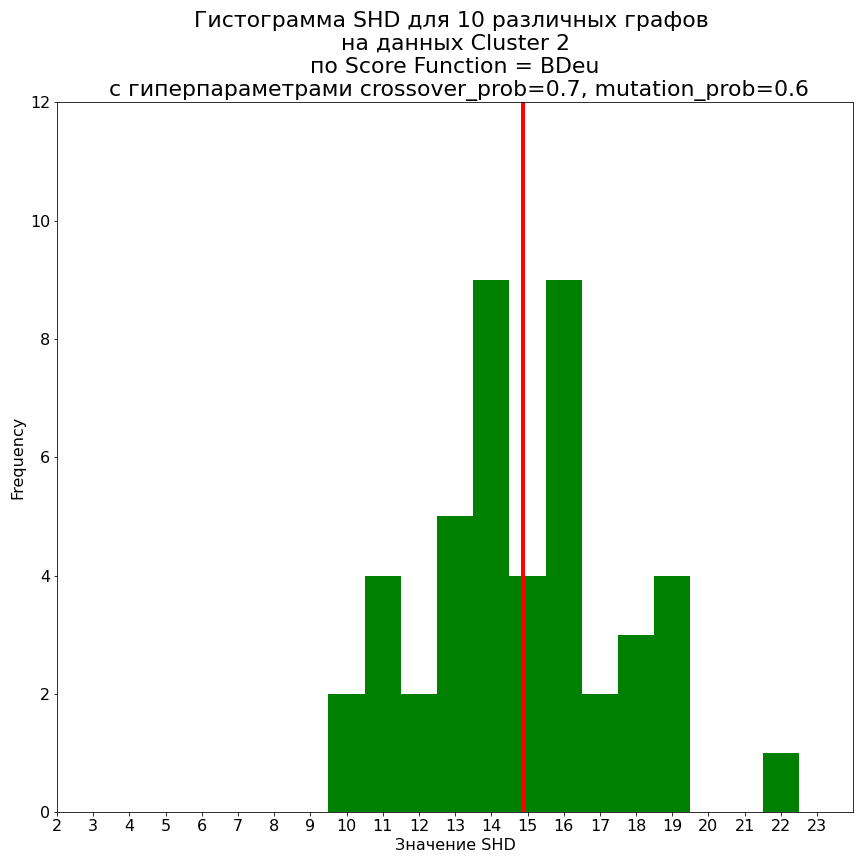 Гистограмма SHD для 10 различных графов
на данных Cluster 2
по Score Function = BDeu
с гиперпараметрами crossover_prob=0.7, mutation_prob=0.6
12
10
8
6
4
2
0
Frequency
2 3 4 5 6 7 8 9 10 11 12 13 14 15 16 17 18 19 20 21 22 23
Значение SHD